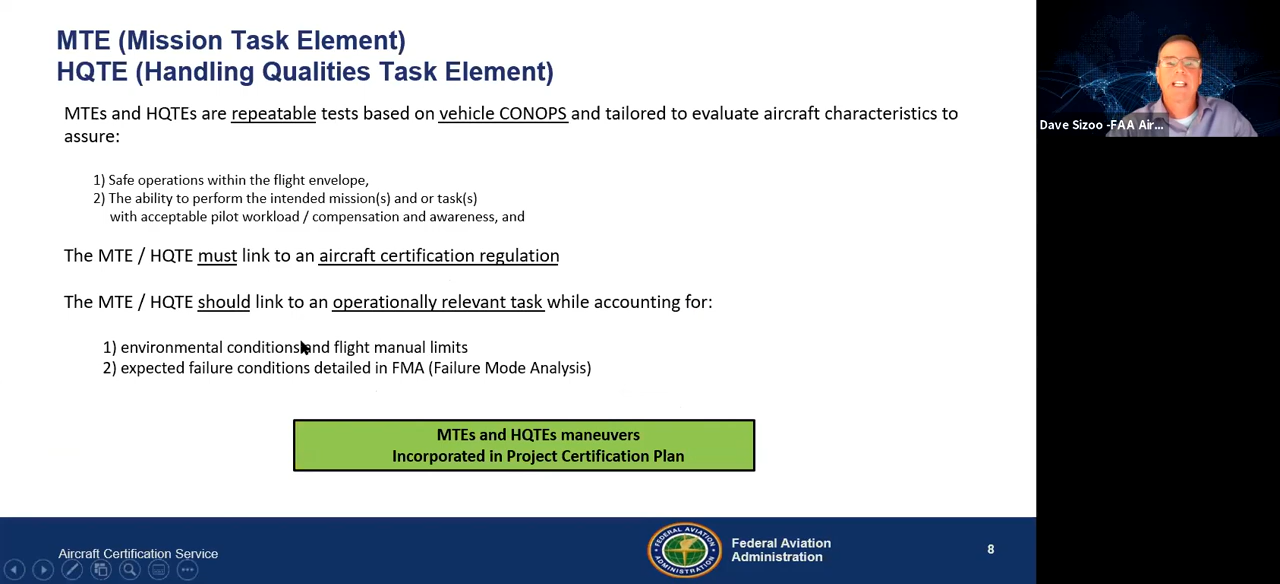 MTE (Mission Task Element)
HQTE (Handling Qualities Task Element)
MTEs and HQTEs are repeatable tests based on vehicle CONOPS and tailored to evaluate aircraft characteristics to
assure:
1) Safe operations within the flight envelope,
2) The ability to perform the intended mission(s) and or task(s)
with acceptable pilot workload / compensation and awareness, and
The MTE / HQTE must link to an aircraft certification regulation
The MTE / HQTE should link to an operationally relevant task while accounting for:
1) environmental conditions and flight manual limits
2) expected failure conditions detailed in FMA (Failure Mode Analysis)
MTEs and HQTEs maneuvers
Incorporated in Project Certification Plan
Aircraft Certification Service
FEDERAL AVIATION
ADMINISTRATION
Federal Aviation
Administration
8
Dave Sizoo -FAA Air...